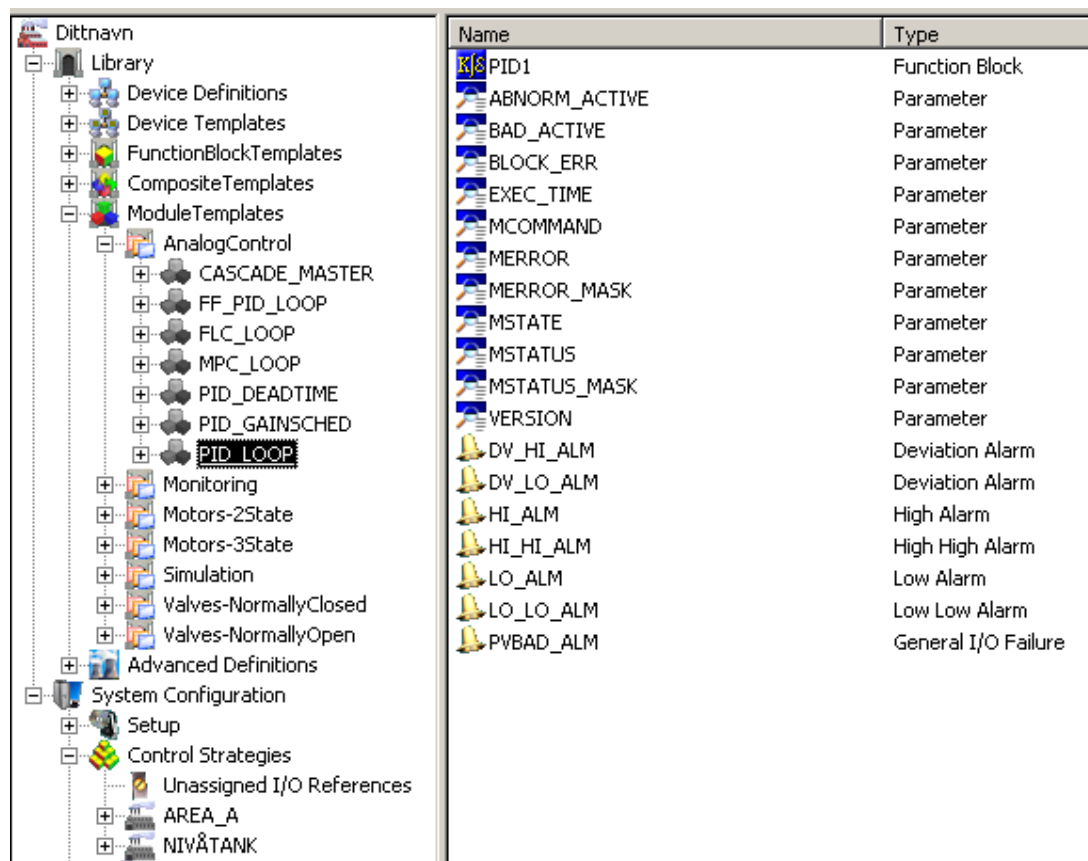 Dittnavn
Library
Device Definitions
Device Templates
FunctionBlockTemplates
CompositeTemplates
ModuleTemplates
AnalogControl
CASCADE_MASTER
FF_PID_LOOP
FLC_LOOP
MPC_LOOP
PID_DEADTIME
PID_GAINSCHED
PID_LOOP
Monitoring
Motors-2State
Motors-3State
Simulation
Valves-NormallyClosed
Valves-NormallyOpen
Advanced Definitions
System Configuration
Setup
Control Strategies
Unassigned I/O References
AREA_A
NIVÅTANK
Name Type
PID1 Function Block
ABNORM_ACTIVE Parameter
BAD_ACTIVE Parameter
BLOCK_ERR Parameter
EXEC_TIME Parameter
MCOMMAND Parameter
MERROR Parameter
MERROR_MASK Parameter
MSTATE Parameter
MSTATUS Parameter
MSTATUS_MASK Parameter
VERSION Parameter
DV_HI_ALM Deviation Alarm
DV_LO_ALM Deviation Alarm
HI_ALM High Alarm
HI_HI_ALM High High Alarm
LO_ALM Low Alarm
LO_LO_ALM Low Low Alarm
PVBAD_ALM General I/O Failure